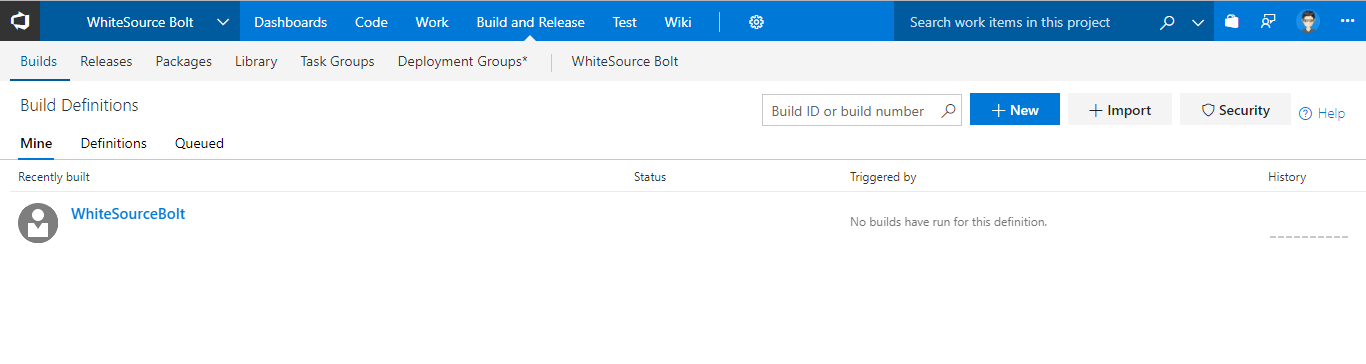 WhiteSource Bolt Dashboards Code Work Build and Release Test Wiki Search work items in this project
Builds Releases Packages Library Task Groups Deployment Groups* WhiteSource Bolt
Build Definitions Build ID or build number New Import Security Help
Mine Definitions Queued
Recently built Status Triggered by History
WhiteSourceBolt No builds have run for this definition.